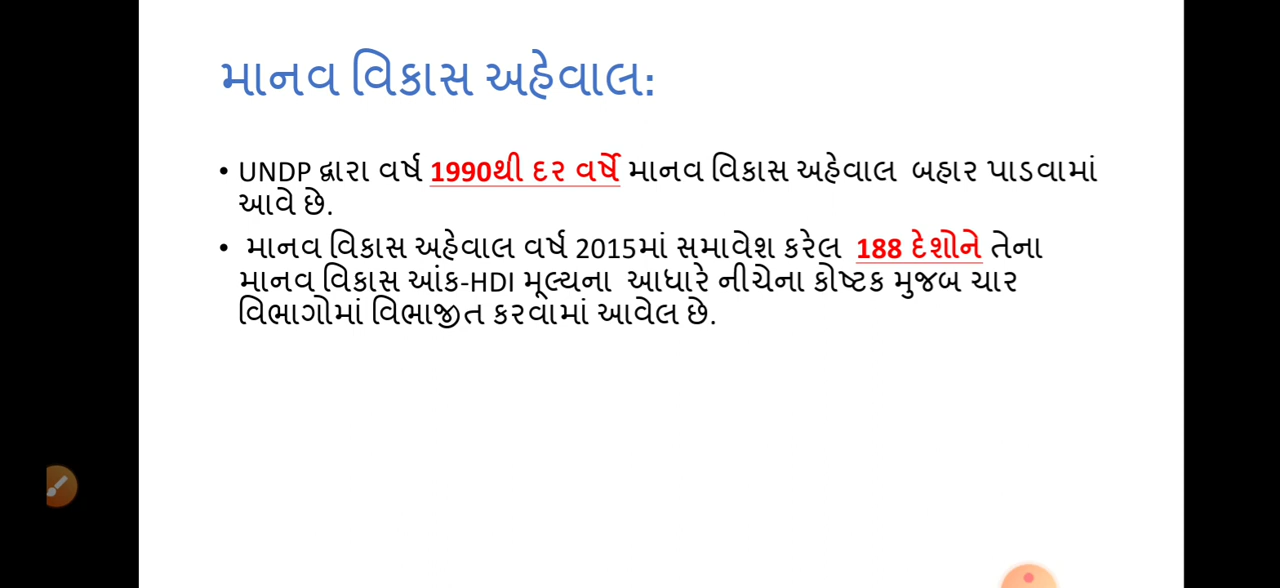 માનવ વિકાસ અહેવાલ:
• UNDP દ્વારા વર્ષ 1990થી દર વર્ષે માનવ વિકાસ અહેવાલ બહાર પાડવામાં
આવે છે.
• માનવ વિકાસ અહેવાલ વર્ષ 2015માં સમાવેશ કરેલ 188 દેશોને તેના
માનવ વિકાસ આંક-HDI મૂલ્યના આધારે નીચેના કોષ્ટક મુજબ ચાર
વિભાગોમાં વિભાજીત કરવામાં આવેલ છે.